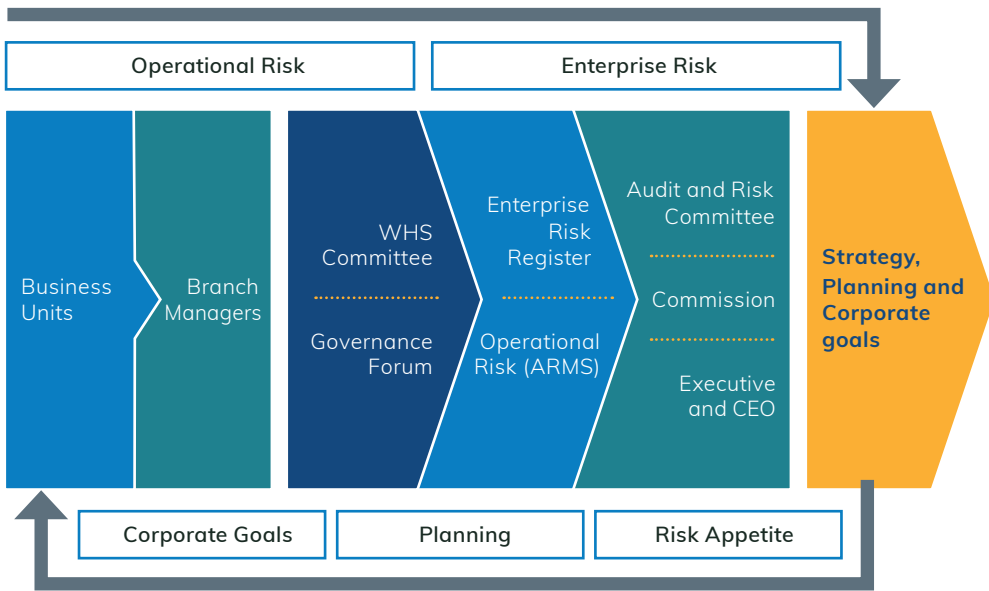 Operational Risk
Enterprise Risk
Business
Units
Branch
Managers
WHS
Committee
Governance
Forum
Enterprise
Risk
Register
Operational
Risk (ARMS)
Audit and Risk
Committee
Commission
Executive
and CEO
Strategy,
Planning and
Corporate
goals
Corporate Goals
Planning
Risk Appetite